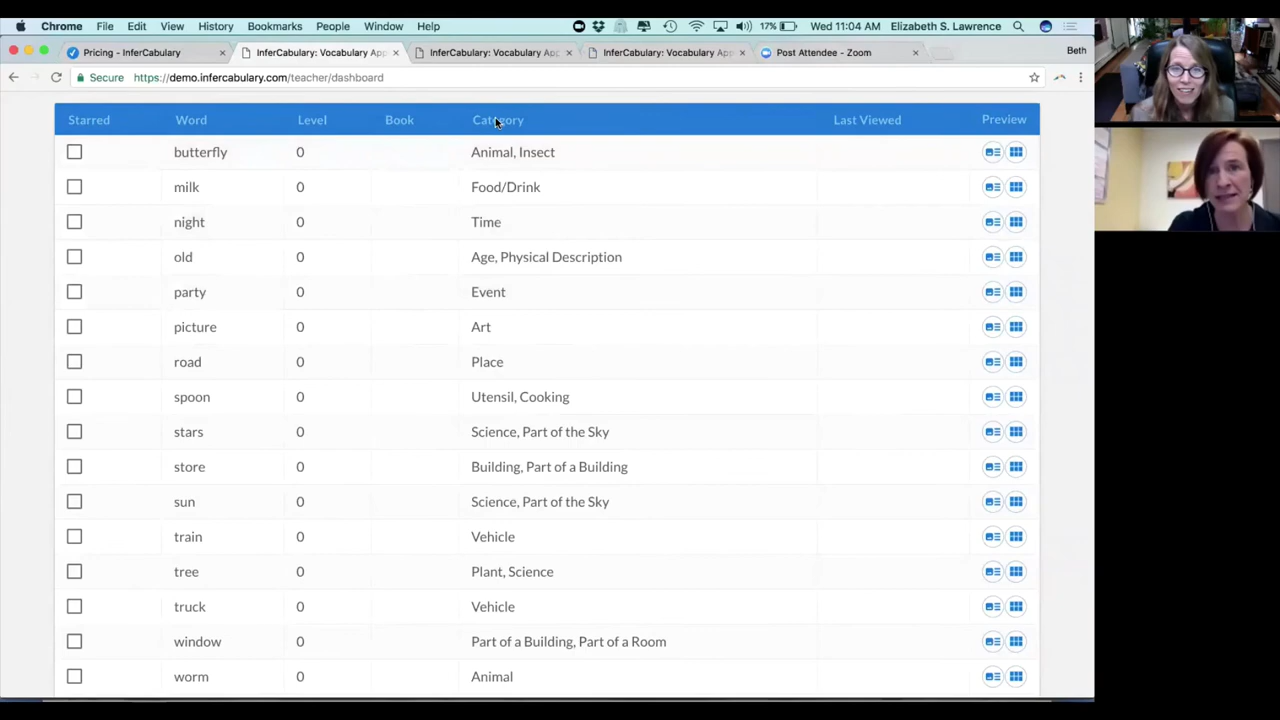 Chrome File Edit View History Bookmarks People Window Help 17% Wed 11:04 AM Elizabeth S. Lawrence
Pricing - InferCabulary × InferCabulary: Vocabulary App × InferCabulary: Vocabulary App × InferCabulary: Vocabulary App × Post Attendee - Zoom × Beth
Secure https://demo.infercabulary.com/teacher/dashboard
Starred Word Level Book Category Last Viewed Preview
butterfly 0 Animal, Insect
milk 0 Food/Drink
night 0 Time
old 0 Age, Physical Description
party 0 Event
picture 0 Art
road 0 Place
spoon 0 Utensil, Cooking
stars 0 Science, Part of the Sky
store 0 Building, Part of a Building
sun 0 Science, Part of the Sky
train 0 Vehicle
tree 0 Plant, Science
truck 0 Vehicle
window 0 Part of a Building, Part of a Room
worm 0 Animal